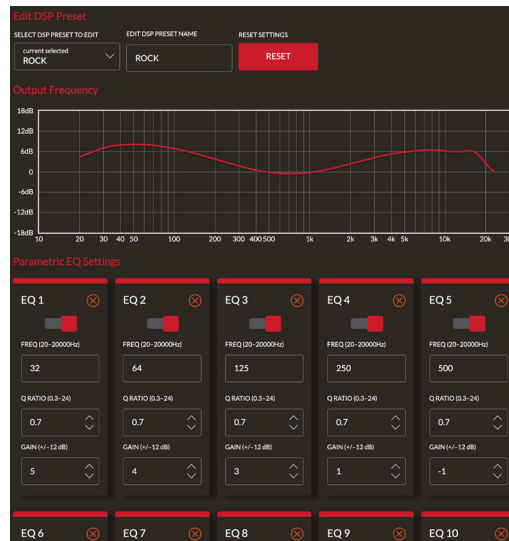 Edit DSP Preset
SELECT DSP PRESET TO EDIT EDIT DSP PRESET NAME RESET SETTINGS
current selected
ROCK ROCK RESET
Output Frequency
18dB
12dB
6dB
0
-6dB
-12dB
-18dB
10 20 30 40 50 100 200 300 400 500 1k 2k 3k 4k 5k 10k 20k
Parametric EQ Settings
EQ 1 EQ 2 EQ 3 EQ 4 EQ 5
FREQ (20~20000Hz) FREQ (20~20000Hz) FREQ (20~20000Hz) FREQ (20~20000Hz) FREQ (20~20000Hz)
32 64 125 250 500
Q RATIO (0.3~24) Q RATIO (0.3~24) Q RATIO (0.3~24) Q RATIO (0.3~24) Q RATIO (0.3~24)
0.7 0.7 0.7 0.7 0.7
GAIN (+/-12 dB) GAIN (+/-12 dB) GAIN (+/-12 dB) GAIN (+/-12 dB) GAIN (+/-12 dB)
5 4 3 1 -1
EQ 6 EQ 7 EQ 8 EQ 9 EQ 10